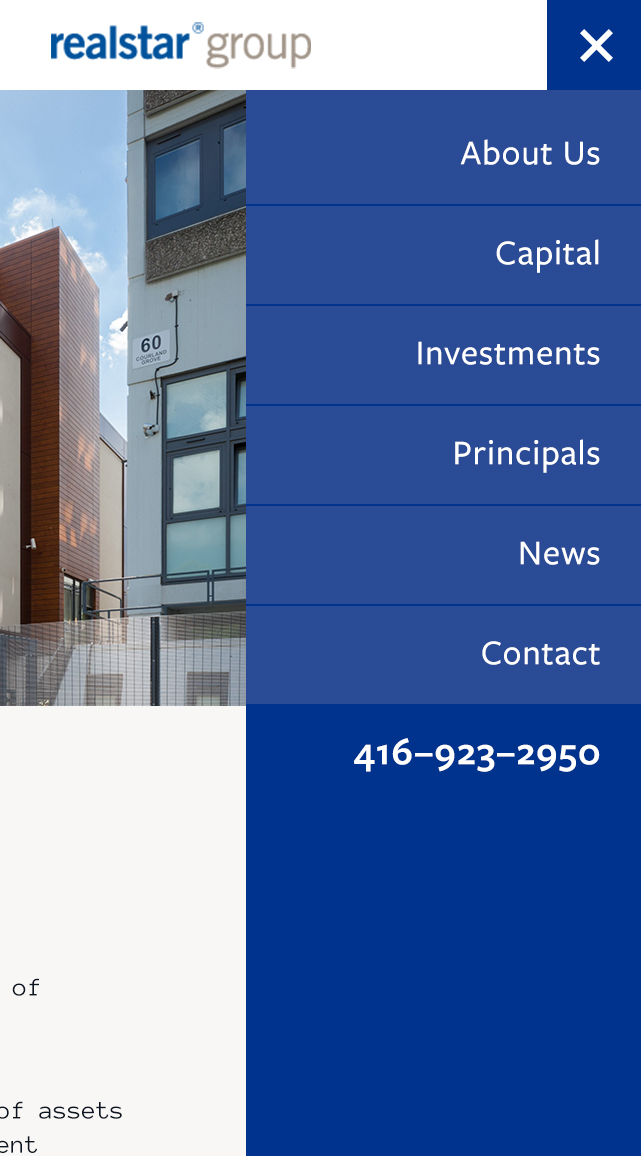 realstar® group
About Us
Capital
Investments
Principals
News
Contact
416–923–2950
60
COURLAND
GROVE
of
of assets
ent